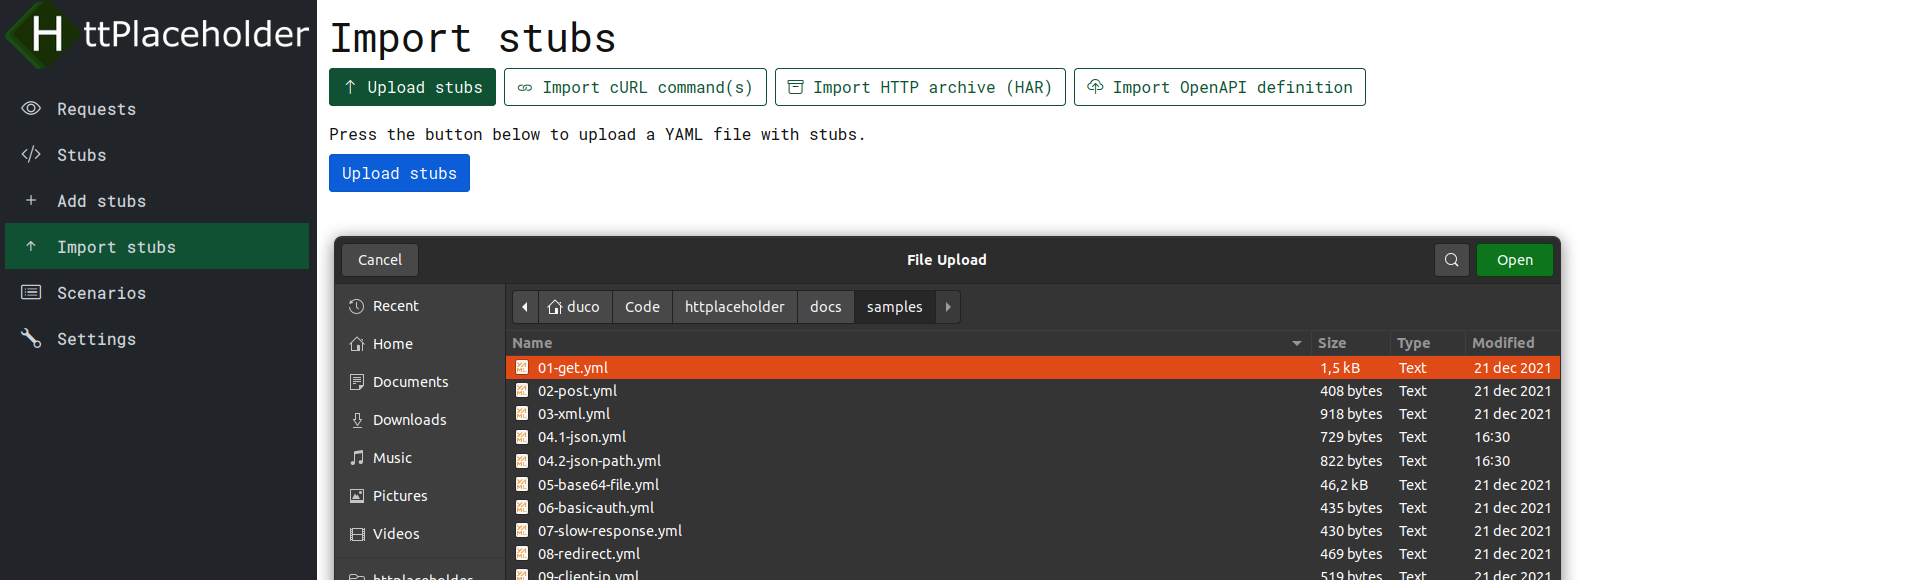 HttPlaceholder
Requests
Stubs
Add stubs
Import stubs
Scenarios
Settings
Import stubs
Upload stubs
Import cURL command(s)
Import HTTP archive (HAR)
Import OpenAPI definition
Press the button below to upload a YAML file with stubs.
Upload stubs
Cancel
File Upload
Open
Recent
Home
Documents
Downloads
Music
Pictures
Videos
httplaceholder
duco Code httplaceholder docs samples
Name Size Type Modified
01-get.yml 1,5 kB Text 21 dec 2021
02-post.yml 408 bytes Text 21 dec 2021
03-xml.yml 918 bytes Text 21 dec 2021
04.1-json.yml 729 bytes Text 16:30
04.2-json-path.yml 822 bytes Text 16:30
05-base64-file.yml 46,2 kB Text 21 dec 2021
06-basic-auth.yml 435 bytes Text 21 dec 2021
07-slow-response.yml 430 bytes Text 21 dec 2021
08-redirect.yml 469 bytes Text 21 dec 2021
09-client-ip.yml 519 bytes Text 21 dec 2021